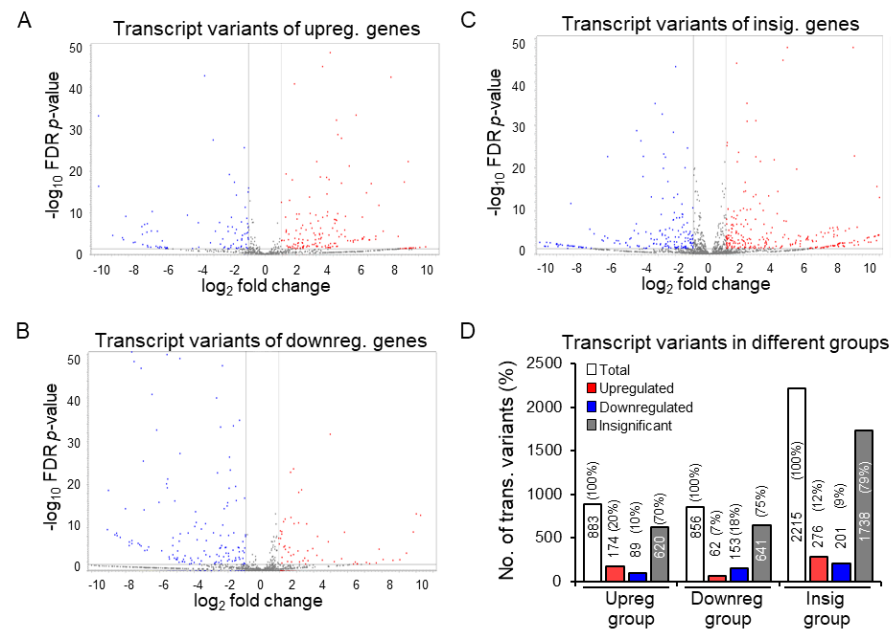 A
Transcript variants of upreg. genes
50
40
30
20
10
0
-log10 FDR p-value
-10 -8 -6 -4 -2 0 2 4 6 8 10
log2 fold change
B
Transcript variants of downreg. genes
50
40
30
20
10
0
-log10 FDR p-value
-10 -8 -6 -4 -2 0 2 4 6 8 10
log2 fold change
C
Transcript variants of insig. genes
50
40
30
20
10
0
-log10 FDR p-value
-10 -8 -6 -4 -2 0 2 4 6 8 10
log2 fold change
D
Transcript variants in different groups
No. of trans. variants (%)
2500
2000
1500
1000
500
0
Total
Upregulated
Downregulated
Insignificant
883 (100%)
174 (20%)
89 (10%)
620 (70%)
856 (100%)
62 (7%)
153 (18%)
641 (75%)
2215 (100%)
276 (12%)
201 (9%)
1738 (79%)
Upreg
group
Downreg
group
Insig
group